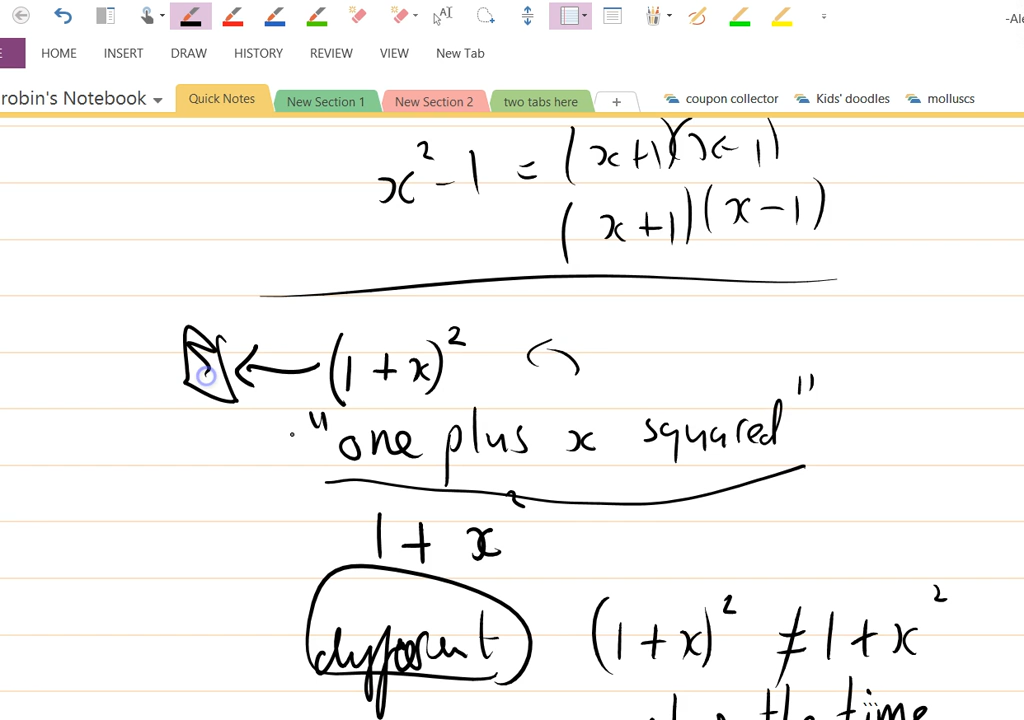 -Ale
E HOME INSERT DRAW HISTORY REVIEW VIEW New Tab
robin's Notebook Quick Notes New Section 1 New Section 2 two tabs here + coupon collector Kids' doodles molluscs
x² - 1 = (x+1)(x-1)
(x+1)(x-1)
← (1+x)²
"one plus x squared"
1 + x²
different (1+x)² ≠ 1+x²
the time